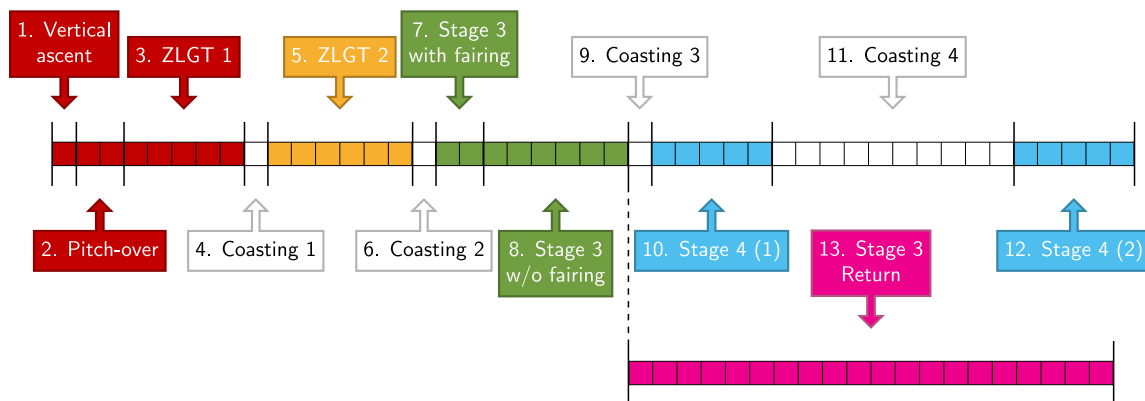 1. Vertical
ascent
3. ZLGT 1
5. ZLGT 2
7. Stage 3
with fairing
9. Coasting 3
11. Coasting 4
2. Pitch-over
4. Coasting 1
6. Coasting 2
8. Stage 3
w/o fairing
10. Stage 4 (1)
13. Stage 3
Return
12. Stage 4 (2)